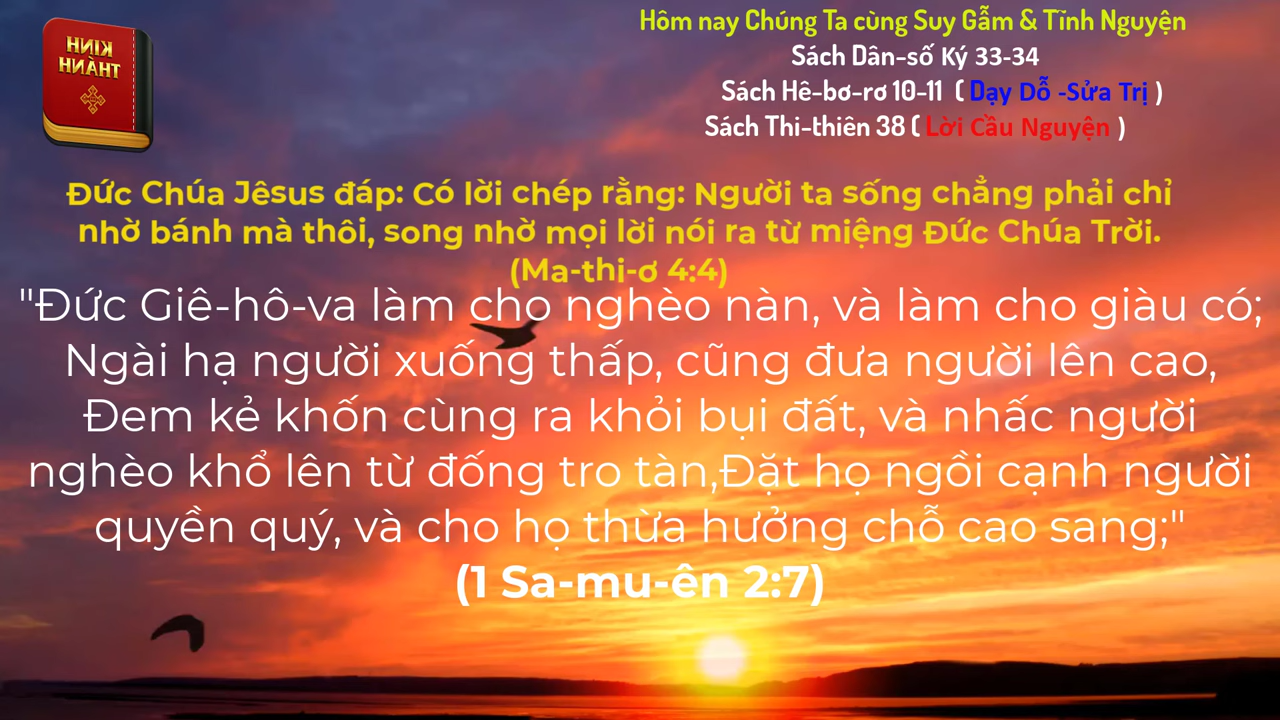 KINH
THÀNH
Hôm nay Chúng Ta cùng Suy Gẫm & Tĩnh Nguyện
Sách Dân-số Ký 33-34
Sách Hê-bơ-rơ 10-11 ( Dạy Dỗ -Sửa Trị )
Sách Thi-thiên 38 ( Lời Cầu Nguyện )
Đức Chúa Jêsus đáp: Có lời chép rằng: Người ta sống chẳng phải chỉ
nhờ bánh mà thôi, song nhờ mọi lời nói ra từ miệng Đức Chúa Trời.
(Ma-thi-ơ 4:4)
"Đức Giê-hô-va làm cho nghèo nàn, và làm cho giàu có;
Ngài hạ người xuống thấp, cũng đưa người lên cao,
Đem kẻ khốn cùng ra khỏi bụi đất, và nhấc người
nghèo khổ lên từ đống tro tàn,Đặt họ ngồi cạnh người
quyền quý, và cho họ thừa hưởng chỗ cao sang;"
(1 Sa-mu-ên 2:7)